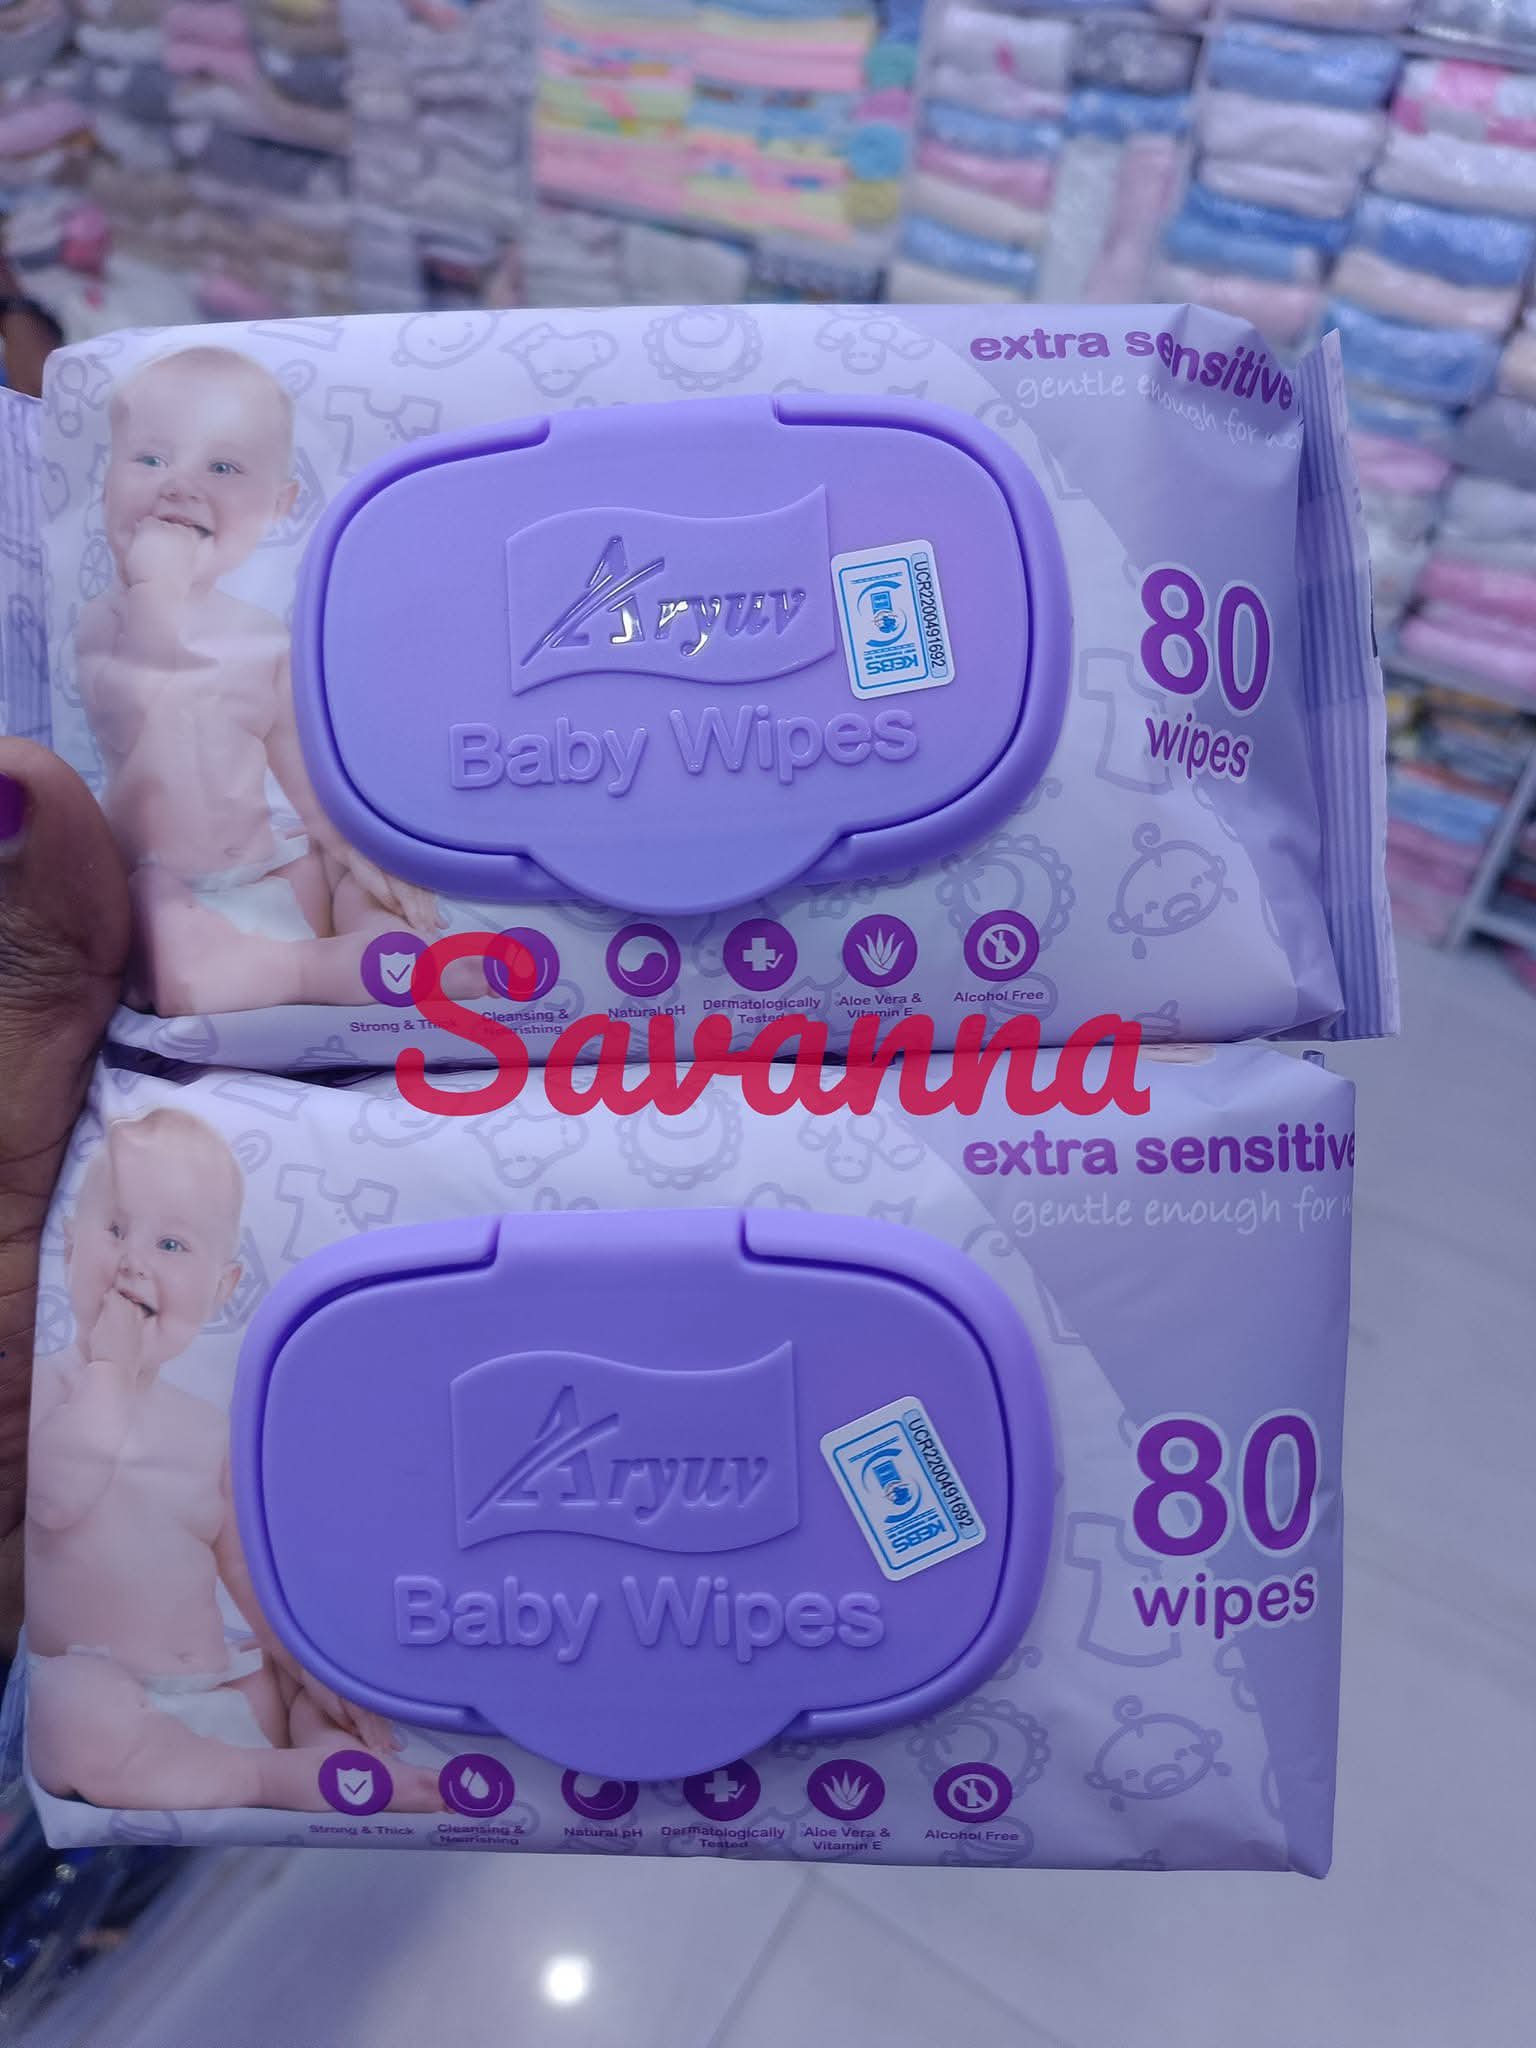 extra sensitive
gentle enough for
Aryuv
Baby Wipes
UCR2200491692
KEBS
80
wipes
Strong & Thick
Cleansing &
Nourishing
Natural pH
Dermatologically
Tested
Aloe Vera &
Vitamin E
Alcohol Free
Savanna
extra sensitive
gentle enough for
Aryuv
Baby Wipes
UCR2200491692
KEBS
80
wipes
Strong & Thick
Cleansing &
Nourishing
Natural pH
Dermatologically
Tested
Aloe Vera &
Vitamin E
Alcohol Free